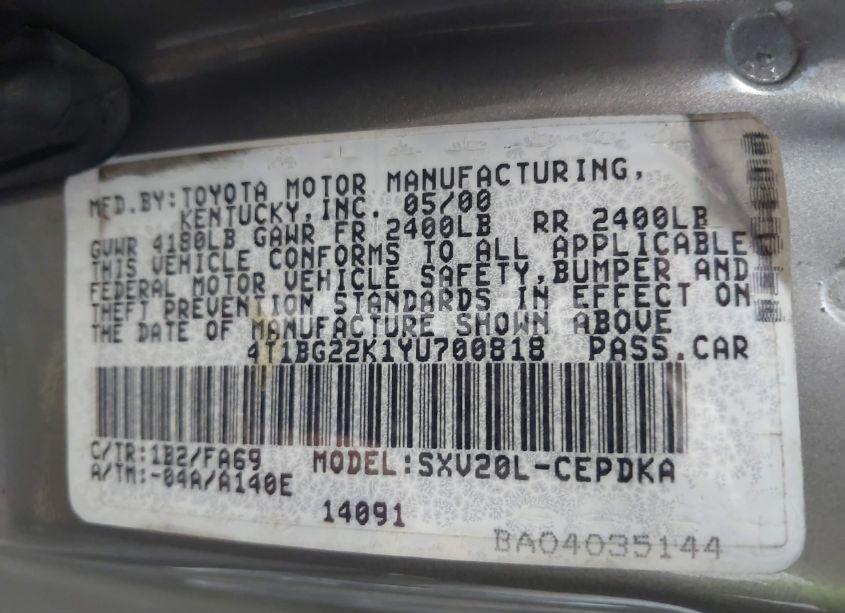 MFD.BY:TOYOTA MOTOR MANUFACTURING,
KENTUCKY,INC. 05/00
GVWR 4180LB GAWR FR 2400LB RR 2400LB
THIS VEHICLE CONFORMS TO ALL APPLICABLE
FEDERAL MOTOR VEHICLE SAFETY,BUMPER AND
THEFT PREVENTION STANDARDS IN EFFECT ON
THE DATE OF MANUFACTURE SHOWN ABOVE
4T1BG22K1YU700818 PASS.CAR
C/TR:1B2/FA69 MODEL:SXV20L-CEPDKA
A/TM:-04A/A140E
14091
BA04035144